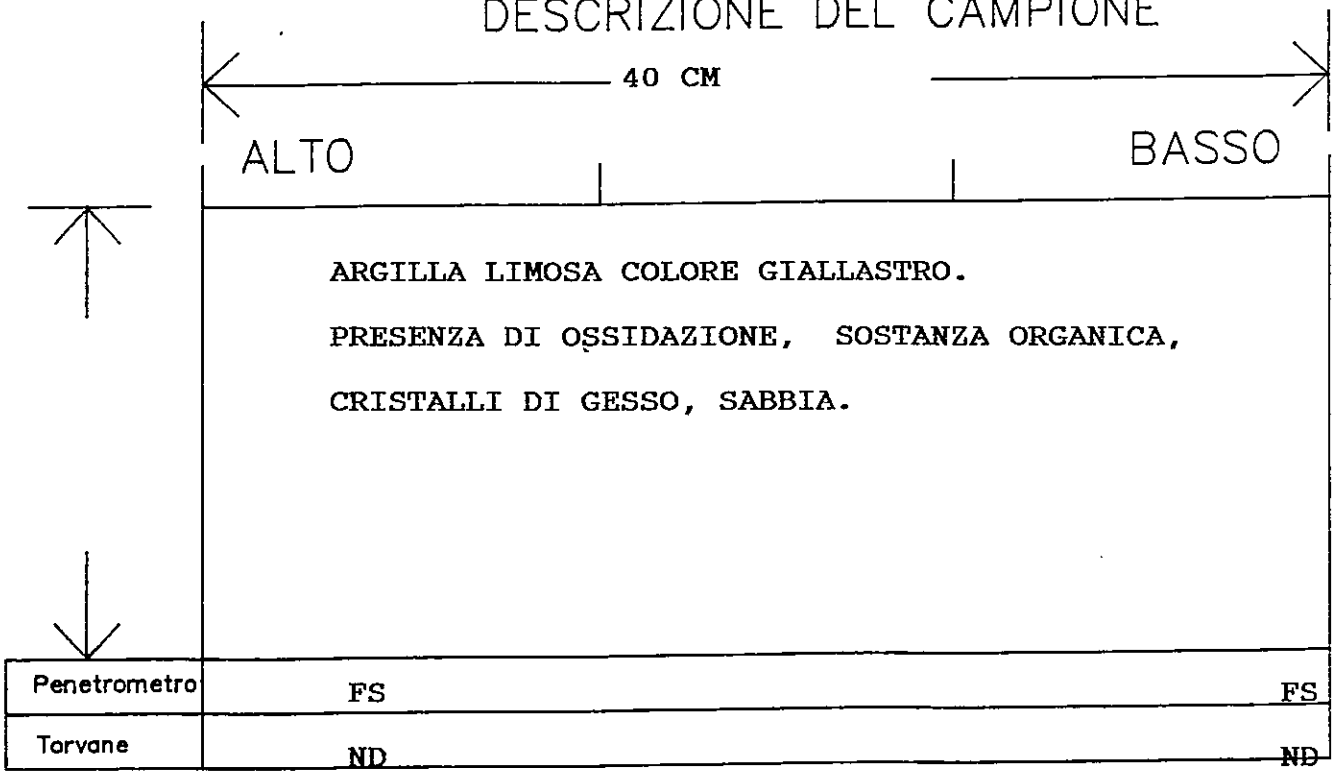 DESCRIZIONE DEL CAMPIONE
40 CM
ALTO BASSO
ARGILLA LIMOSA COLORE GIALLASTRO.
PRESENZA DI OSSIDAZIONE, SOSTANZA ORGANICA,
CRISTALLI DI GESSO, SABBIA.
Penetrometro FS FS
Torvane ND ND